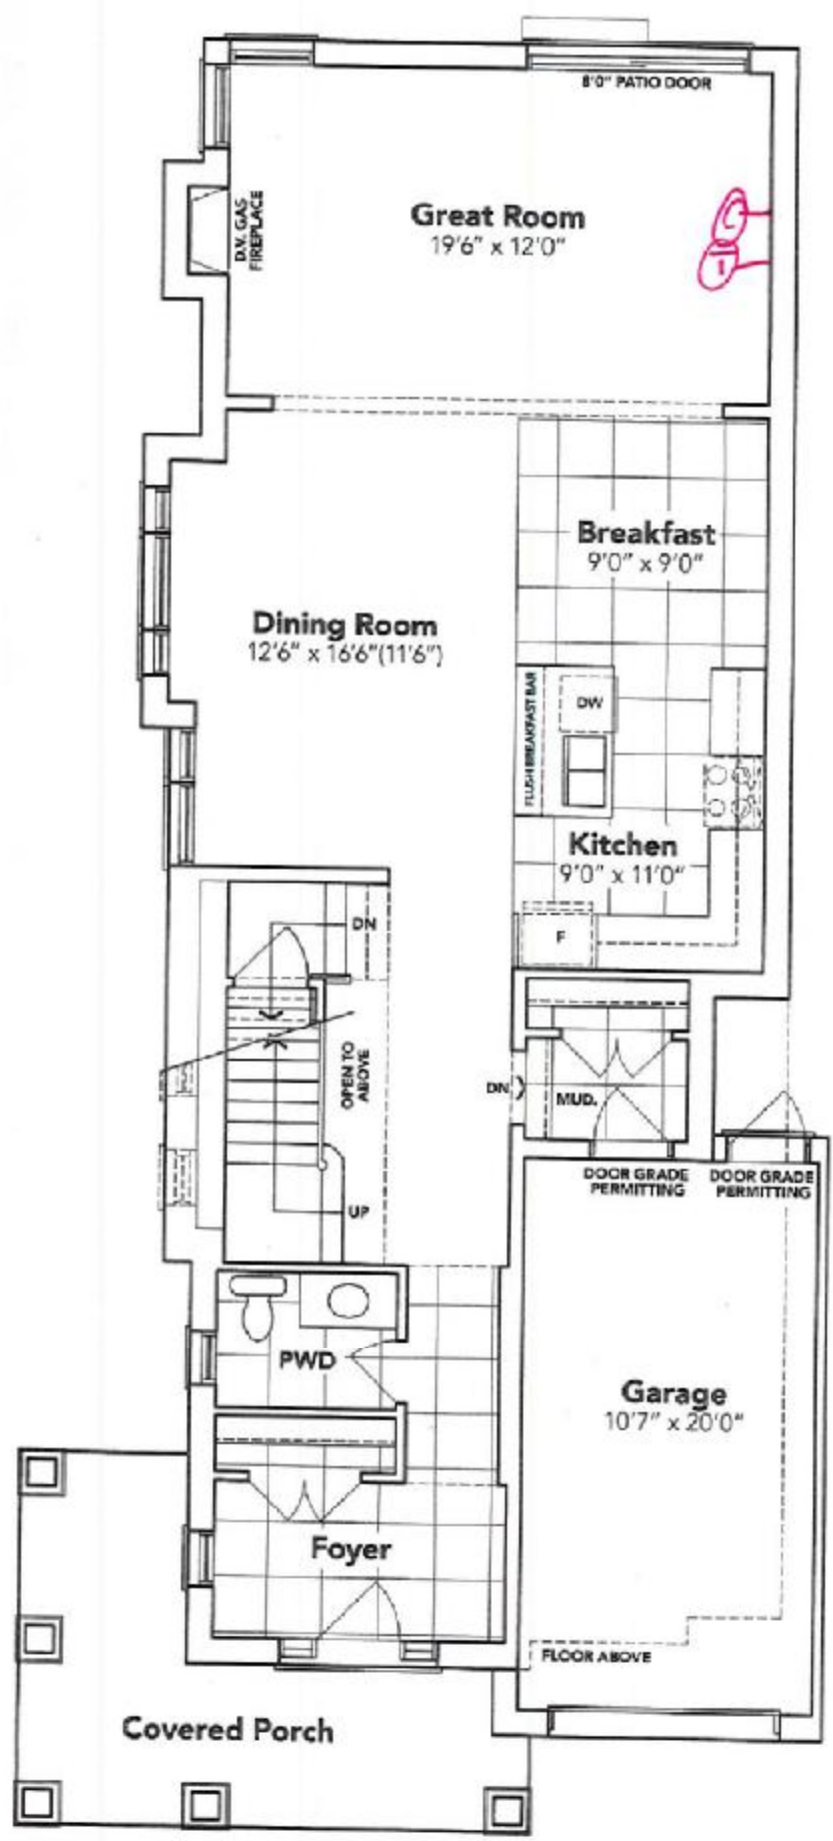 8'0" PATIO DOOR
Great Room
19'6" x 12'0"
D.V. GAS
FIREPLACE
Breakfast
9'0" x 9'0"
Dining Room
12'6" x 16'6"(11'6")
FLUSH BREAKFAST BAR
DW
Kitchen
9'0" x 11'0"
F
DN
OPEN TO
ABOVE
DN
MUD.
DOOR GRADE
PERMITTING
DOOR GRADE
PERMITTING
UP
PWD
Garage
10'7" x 20'0"
Foyer
FLOOR ABOVE
Covered Porch